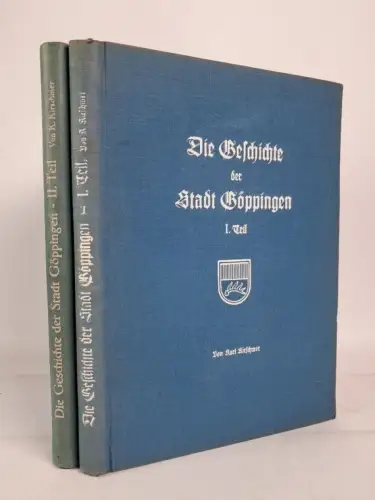 Die Geschichte der Stadt Göppingen - II. Teil Von K. Kirschmer
Die Geschichte der Stadt Göppingen I. Teil. Von K. Kirschmer
Die Geschichte
der
Stadt Göppingen
I. Teil
Von Karl Kirschmer